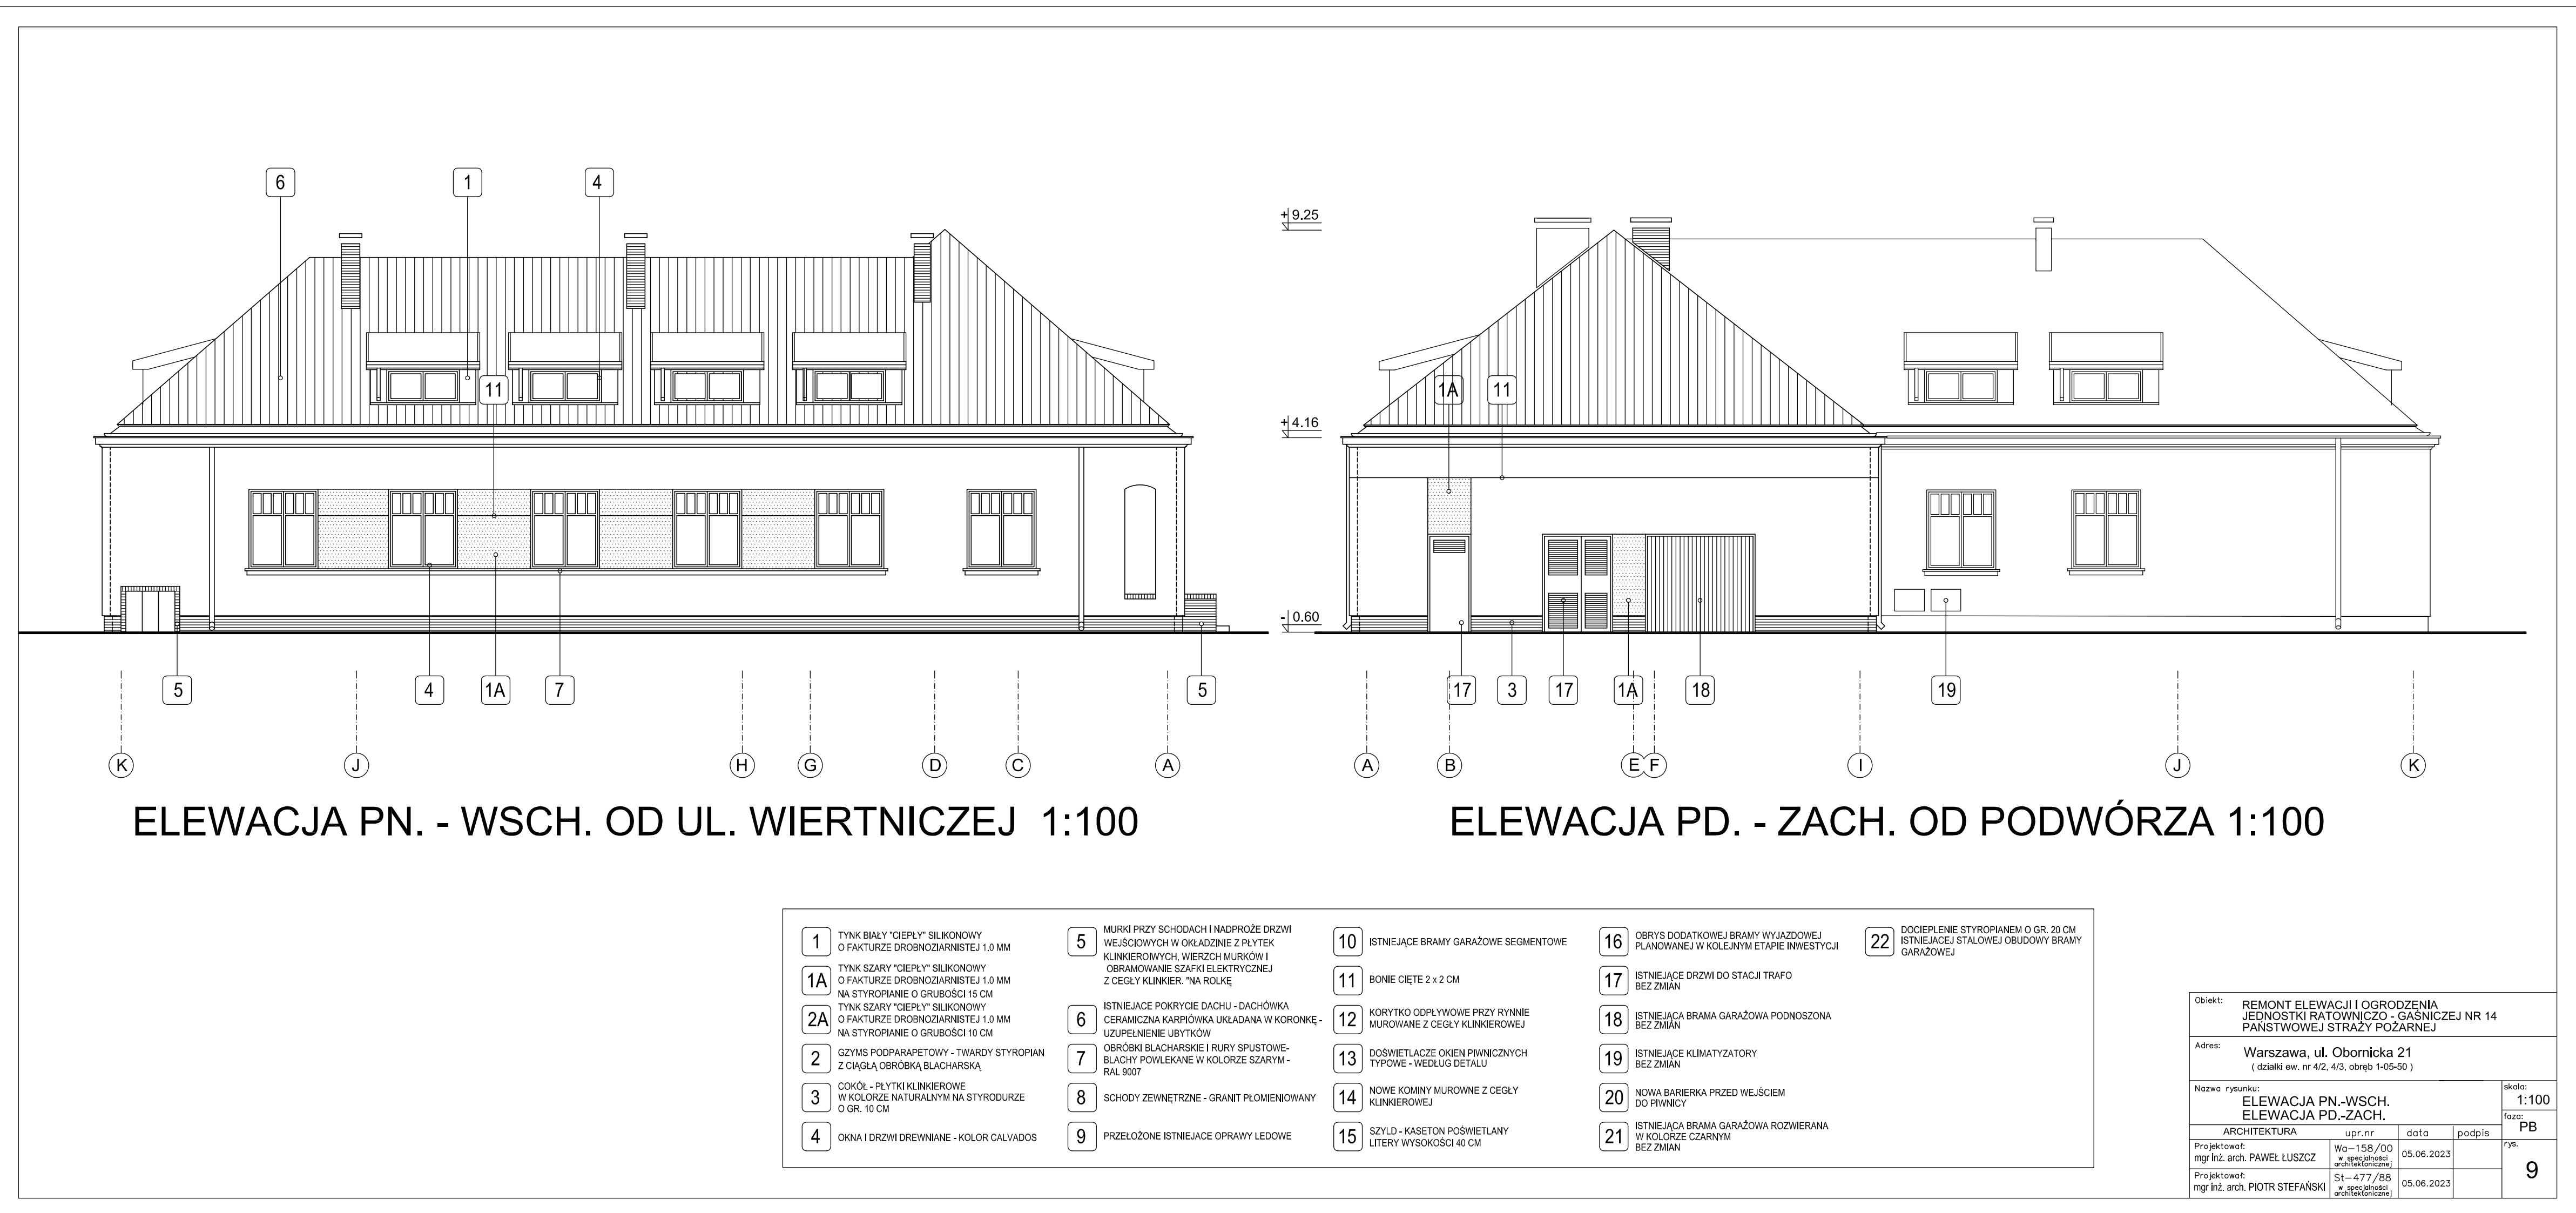 6
1
4
11
5
4
1A
7
5
K
J
H
G
D
C
A
ELEWACJA PN. - WSCH. OD UL. WIERTNICZEJ 1:100
+ 9.25
+ 4.16
- 0.60
1A
11
17
3
17
1A
18
19
A
B
E
F
I
J
K
ELEWACJA PD. - ZACH. OD PODWÓRZA 1:100
1
TYNK BIAŁY "CIEPŁY" SILIKONOWY
O FAKTURZE DROBNOZIARNISTEJ 1.0 MM
1A
TYNK SZARY "CIEPŁY" SILIKONOWY
O FAKTURZE DROBNOZIARNISTEJ 1.0 MM
NA STYROPIANIE O GRUBOŚCI 15 CM
2A
TYNK SZARY "CIEPŁY" SILIKONOWY
O FAKTURZE DROBNOZIARNISTEJ 1.0 MM
NA STYROPIANIE O GRUBOŚCI 10 CM
2
GZYMS PODPARAPETOWY - TWARDY STYROPIAN
Z CIĄGŁĄ OBRÓBKĄ BLACHARSKĄ
3
COKÓŁ - PŁYTKI KLINKIEROWE
W KOLORZE NATURALNYM NA STYRODURZE
O GR. 10 CM
4
OKNA I DRZWI DREWNIANE - KOLOR CALVADOS
5
MURKI PRZY SCHODACH I NADPROŻE DRZWI
WEJŚCIOWYCH W OKŁADZINIE Z PŁYTEK
KLINKIEROIWYCH, WIERZCH MURKÓW I
OBRAMOWANIE SZAFKI ELEKTRYCZNEJ
Z CEGŁY KLINKIER. "NA ROLKĘ
6
ISTNIEJACE POKRYCIE DACHU - DACHÓWKA
CERAMICZNA KARPIÓWKA UKŁADANA W KORONKĘ -
UZUPEŁNIENIE UBYTKÓW
7
OBRÓBKI BLACHARSKIE I RURY SPUSTOWE-
BLACHY POWLEKANE W KOLORZE SZARYM -
RAL 9007
8
SCHODY ZEWNĘTRZNE - GRANIT PŁOMIENIOWANY
9
PRZEŁOŻONE ISTNIEJACE OPRAWY LEDOWE
10
ISTNIEJĄCE BRAMY GARAŻOWE SEGMENTOWE
11
BONIE CIĘTE 2 x 2 CM
12
KORYTKO ODPŁYWOWE PRZY RYNNIE
MUROWANE Z CEGŁY KLINKIEROWEJ
13
DOŚWIETLACZE OKIEN PIWNICZNYCH
TYPOWE - WEDŁUG DETALU
14
NOWE KOMINY MUROWNE Z CEGŁY
KLINKIEROWEJ
15
SZYLD - KASETON POŚWIETLANY
LITERY WYSOKOŚCI 40 CM
16
OBRYS DODATKOWEJ BRAMY WYJAZDOWEJ
PLANOWANEJ W KOLEJNYM ETAPIE INWESTYCJI
17
ISTNIEJĄCE DRZWI DO STACJI TRAFO
BEZ ZMIAN
18
ISTNIEJĄCA BRAMA GARAŻOWA PODNOSZONA
BEZ ZMIAN
19
ISTNIEJĄCE KLIMATYZATORY
BEZ ZMIAN
20
NOWA BARIERKA PRZED WEJŚCIEM
DO PIWNICY
21
ISTNIEJĄCA BRAMA GARAŻOWA ROZWIERANA
W KOLORZE CZARNYM
BEZ ZMIAN
22
DOCIEPLENIE STYROPIANEM O GR. 20 CM
ISTNIEJACEJ STALOWEJ OBUDOWY BRAMY
GARAŻOWEJ
Obiekt:
REMONT ELEWACJI I OGRODZENIA
JEDNOSTKI RATOWNICZO - GAŚNICZEJ NR 14
PAŃSTWOWEJ STRAŻY POŻARNEJ
Adres:
Warszawa, ul. Obornicka 21
( działki ew. nr 4/2, 4/3, obręb 1-05-50 )
Nazwa rysunku:
ELEWACJA PN.-WSCH.
ELEWACJA PD.-ZACH.
skala:
1:100
faza:
PB
ARCHITEKTURA upr.nr data podpis
rys.
9
Projektował:
mgr inż. arch. PAWEŁ ŁUSZCZ
Wa-158/00
w specjalności
architektonicznej
05.06.2023
Projektował:
mgr inż. arch. PIOTR STEFAŃSKI
St-477/88
w specjalności
architektonicznej
05.06.2023